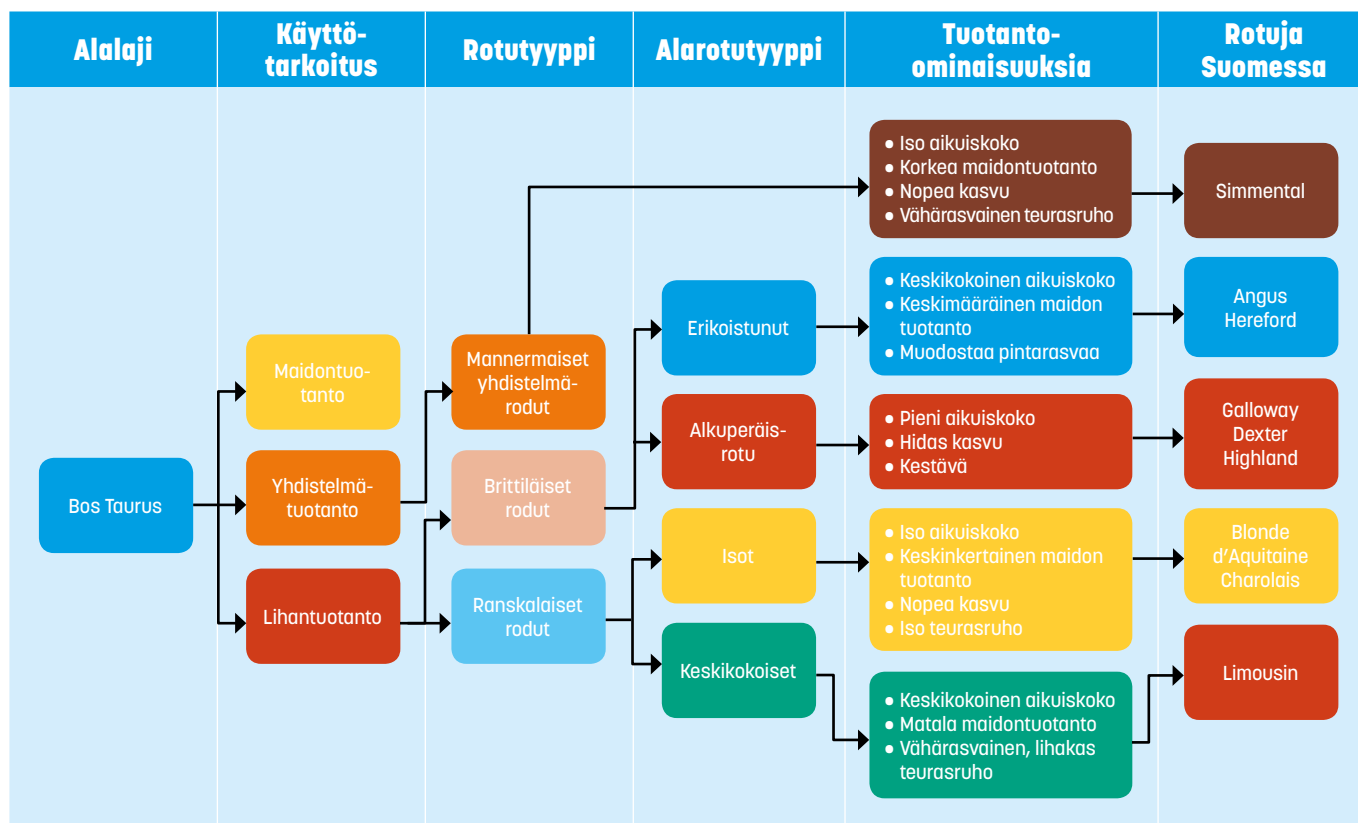 Alalaji
Käyttö-
tarkoitus
Rotutyyppi
Alarotutyyppi
Tuotanto-
ominaisuuksia
Rotuja
Suomessa
Bos Taurus
Maidontuo-
tanto
Yhdistelmä-
tuotanto
Lihantuotanto
Mannermaiset
yhdistelmä-
rodut
Brittiläiset
rodut
Ranskalaiset
rodut
Erikoistunut
Alkuperäis-
rotu
Isot
Keskikokoiset
• Iso aikuiskoko
• Korkea maidontuotanto
• Nopea kasvu
• Vähärasvainen teurasruho
• Keskikokoinen aikuiskoko
• Keskimääräinen maidon
tuotanto
• Muodostaa pintarasvaa
• Pieni aikuiskoko
• Hidas kasvu
• Kestävä
• Iso aikuiskoko
• Keskinkertainen maidon
tuotanto
• Nopea kasvu
• Iso teurasruho
• Keskikokoinen aikuiskoko
• Matala maidontuotanto
• Vähärasvainen, lihakas
teurasruho
Simmental
Angus
Hereford
Galloway
Dexter
Highland
Blonde
d’Aquitaine
Charolais
Limousin